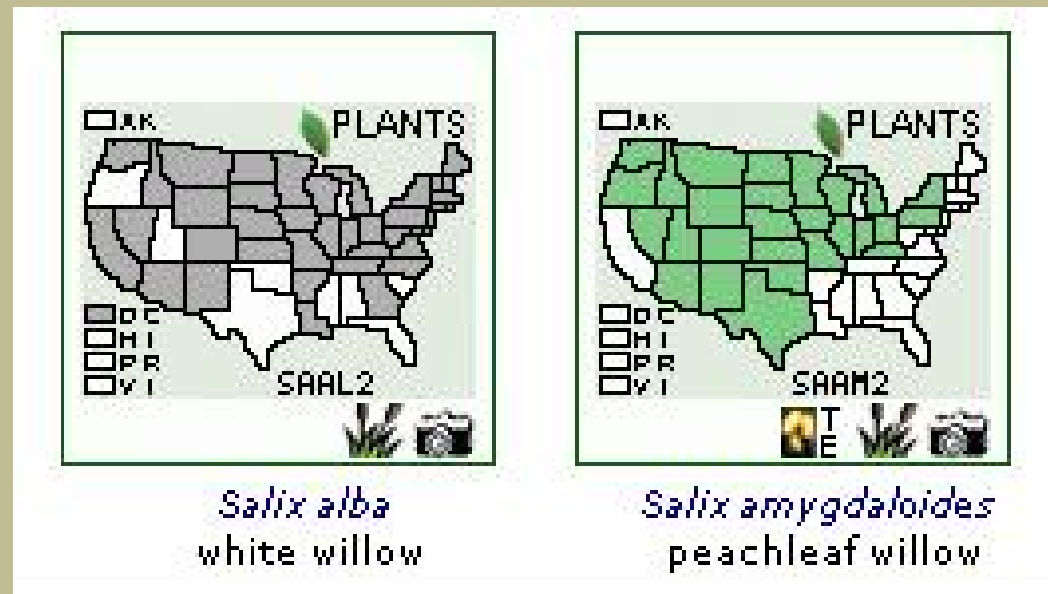 AK
PLANTS
DC
HI
PR
VI
SAAL2
Salix alba
white willow
AK
PLANTS
DC
HI
PR
VI
SAAM2
T
E
Salix amygdaloides
peachleaf willow